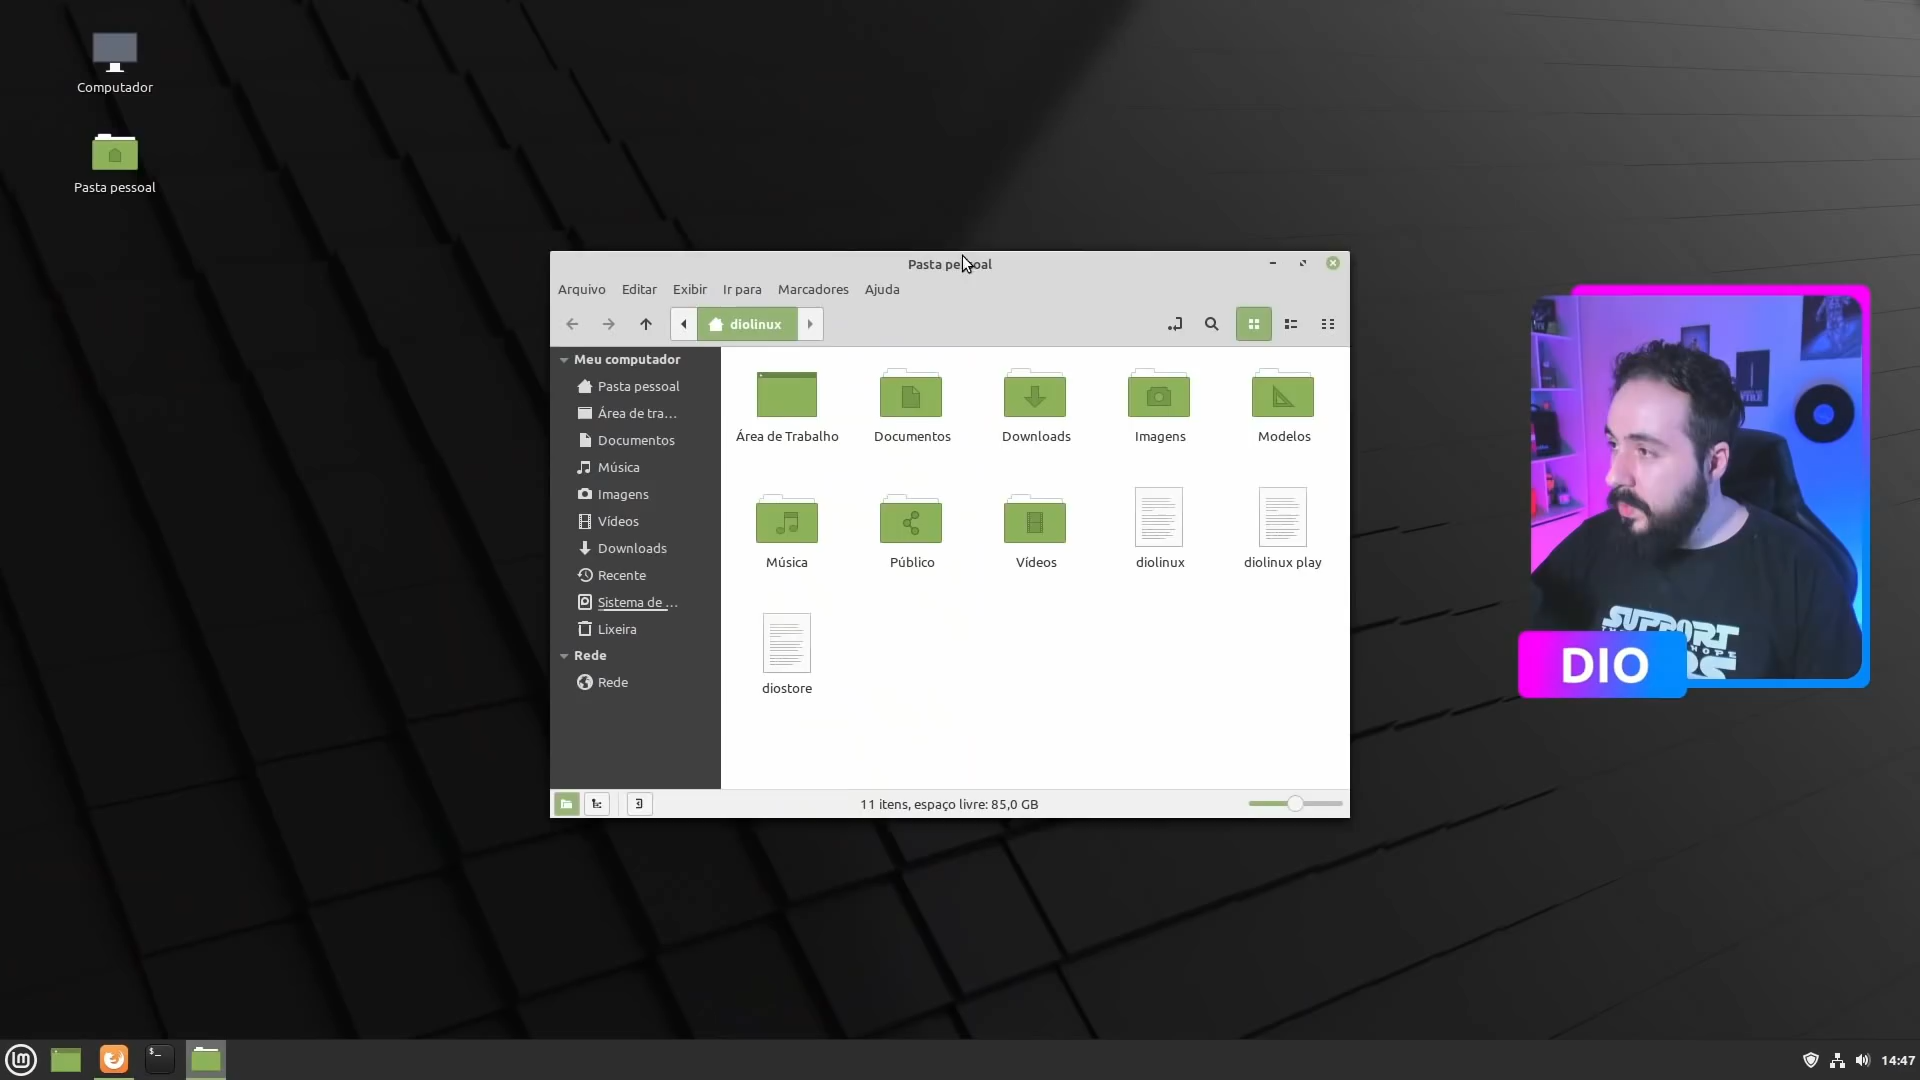 Computador
Pasta pessoal
Arquivo Editar Exibir Ir para Marcadores Ajuda
diolinux
Meu computador
Pasta pessoal
Área de tra...
Documentos
Música
Imagens
Vídeos
Downloads
Recente
Sistema de ...
Lixeira
Rede
Rede
Área de Trabalho
Documentos
Downloads
Imagens
Modelos
Música
Público
Vídeos
diolinux
diolinux play
diostore
11 itens, espaço livre: 85,0 GB
SUPPORT
DIO
lm
$_
14:47